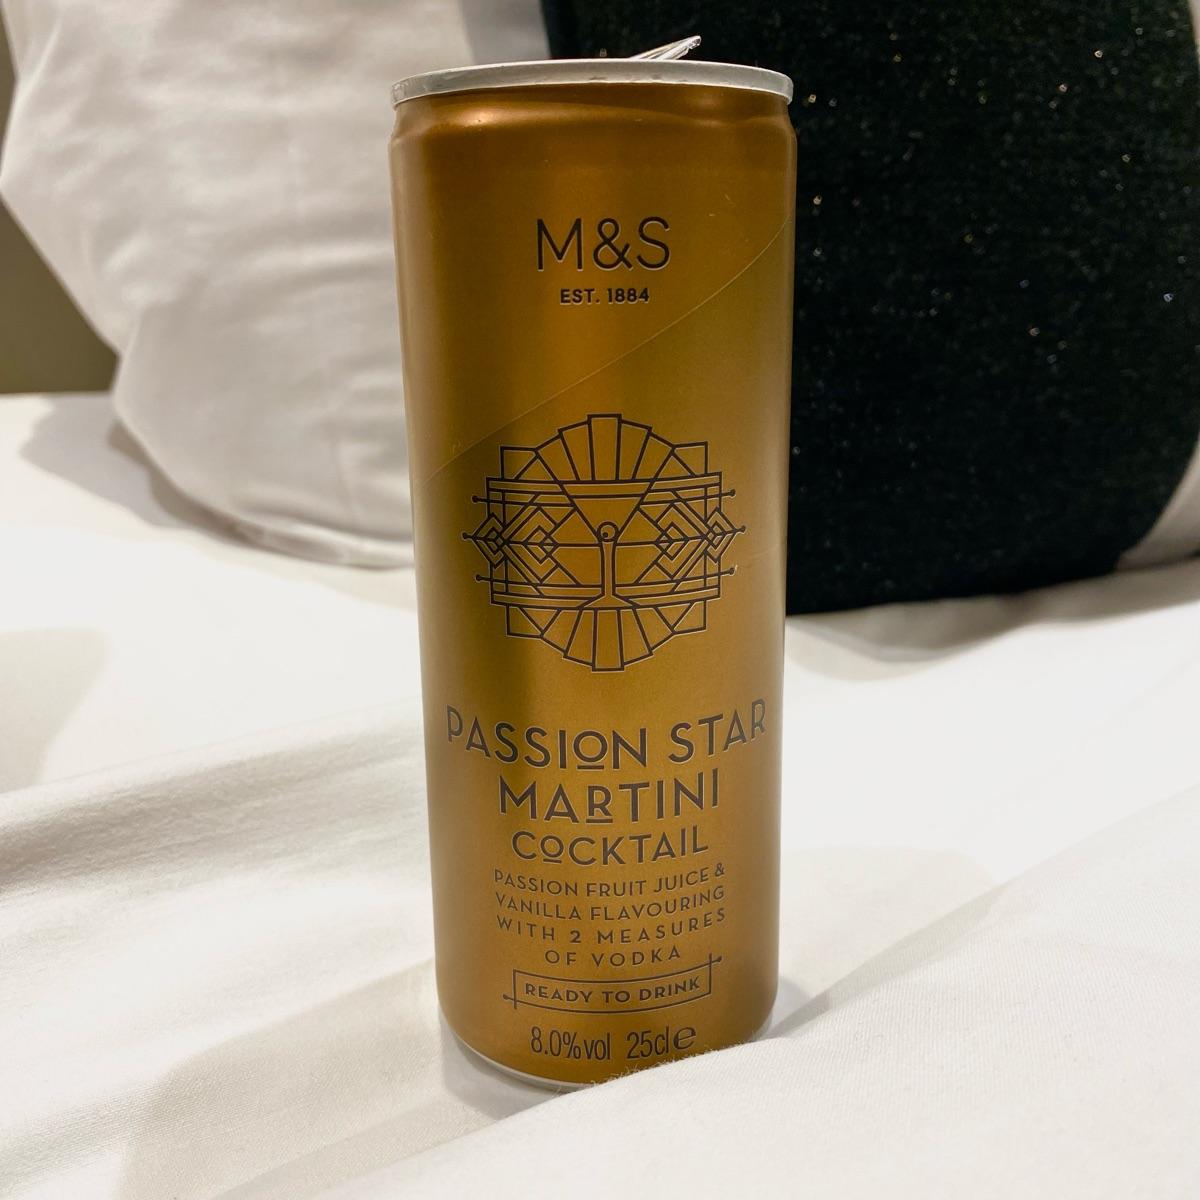 M&S
EST. 1884
PASSION STAR
MARTINI
COCKTAIL
PASSION FRUIT JUICE &
VANILLA FLAVOURING
WITH 2 MEASURES
OF VODKA
READY TO DRINK
8.0%vol 25cl e